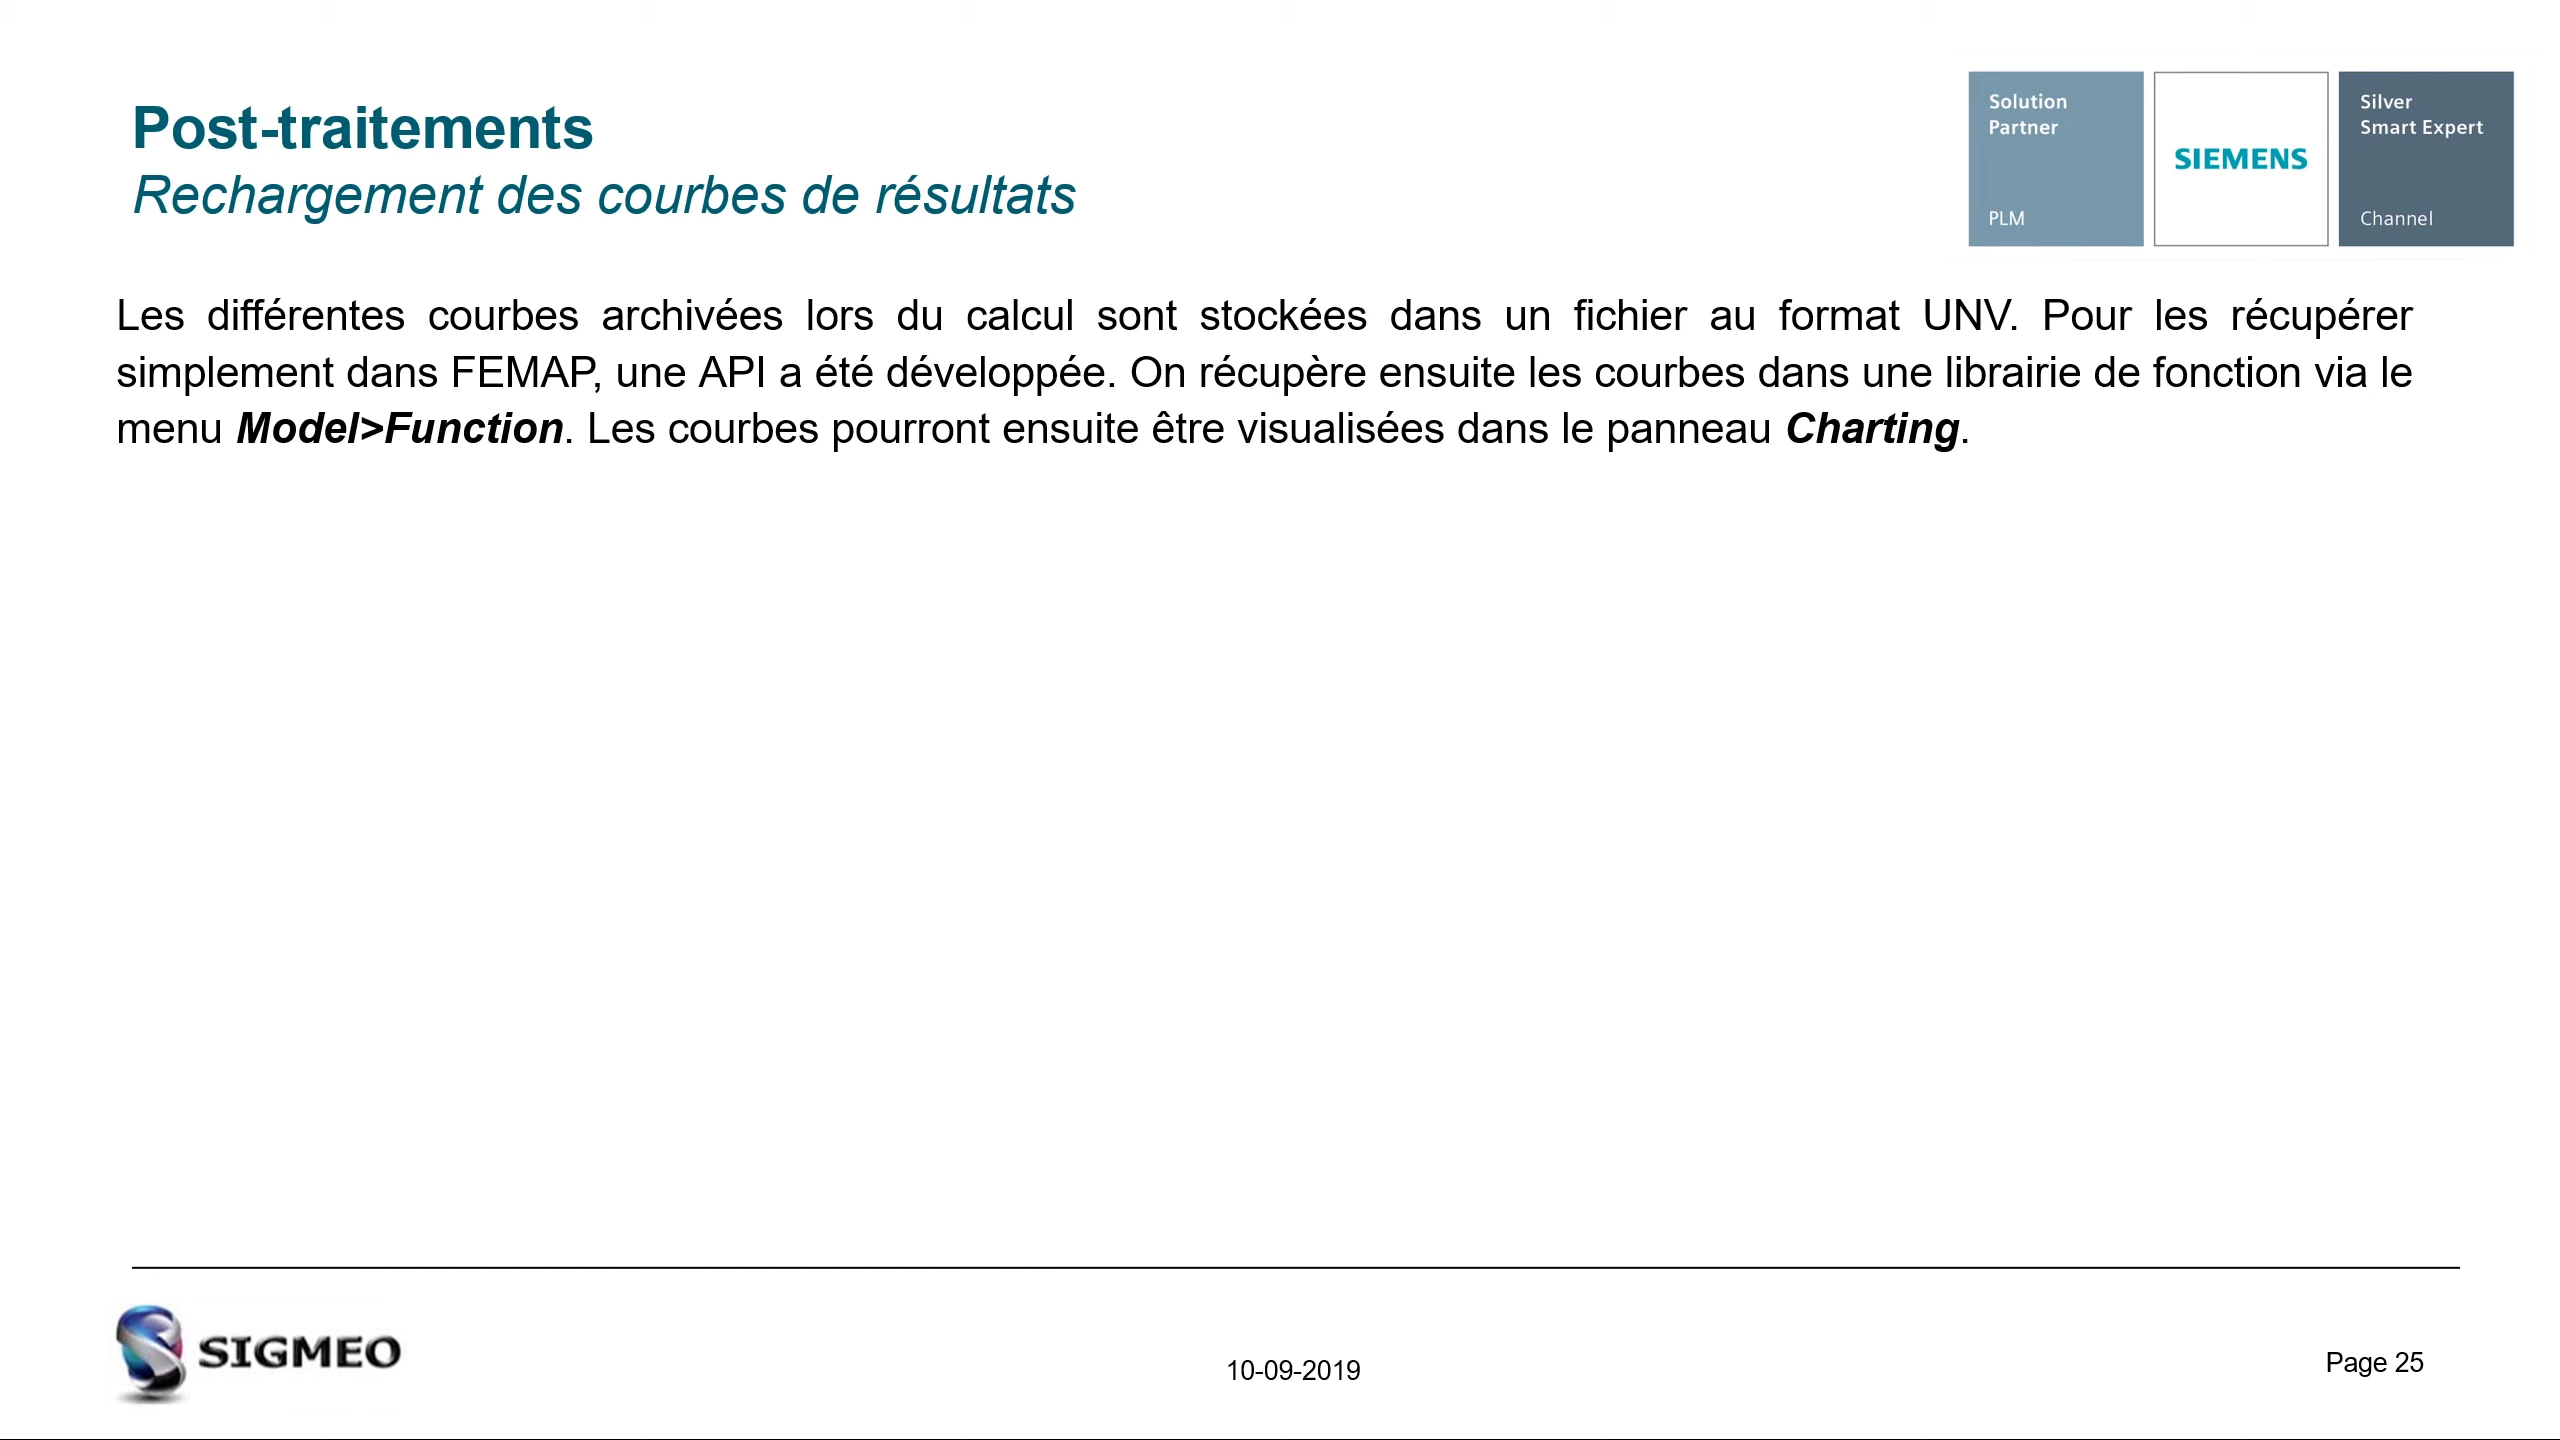 Post-traitements
Rechargement des courbes de résultats
Solution
Partner
PLM
SIEMENS
Silver
Smart Expert
Channel
Les différentes courbes archivées lors du calcul sont stockées dans un fichier au format UNV. Pour les récupérer
simplement dans FEMAP, une API a été développée. On récupère ensuite les courbes dans une librairie de fonction via le
menu Model>Function. Les courbes pourront ensuite être visualisées dans le panneau Charting.
SIGMEO
10-09-2019
Page 25